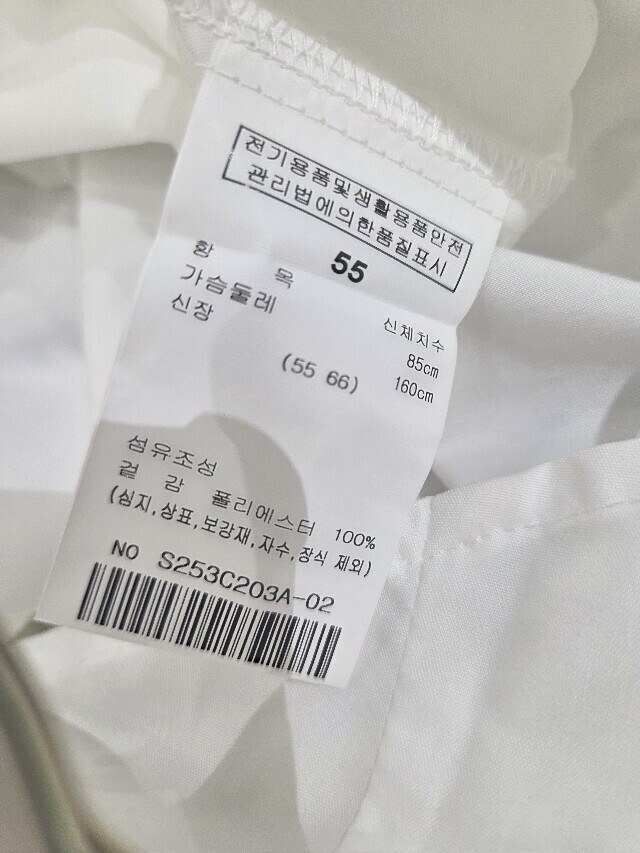 전기용품및생활용품안전
관리법에의한품질표시
55
항 목 신체치수
가슴둘레 85cm
신장 (55 66) 160cm
섬유조성
겉 감 폴리에스터 100%
(심지,상표,보강재,자수,장식 제외)
NO S253C203A-02